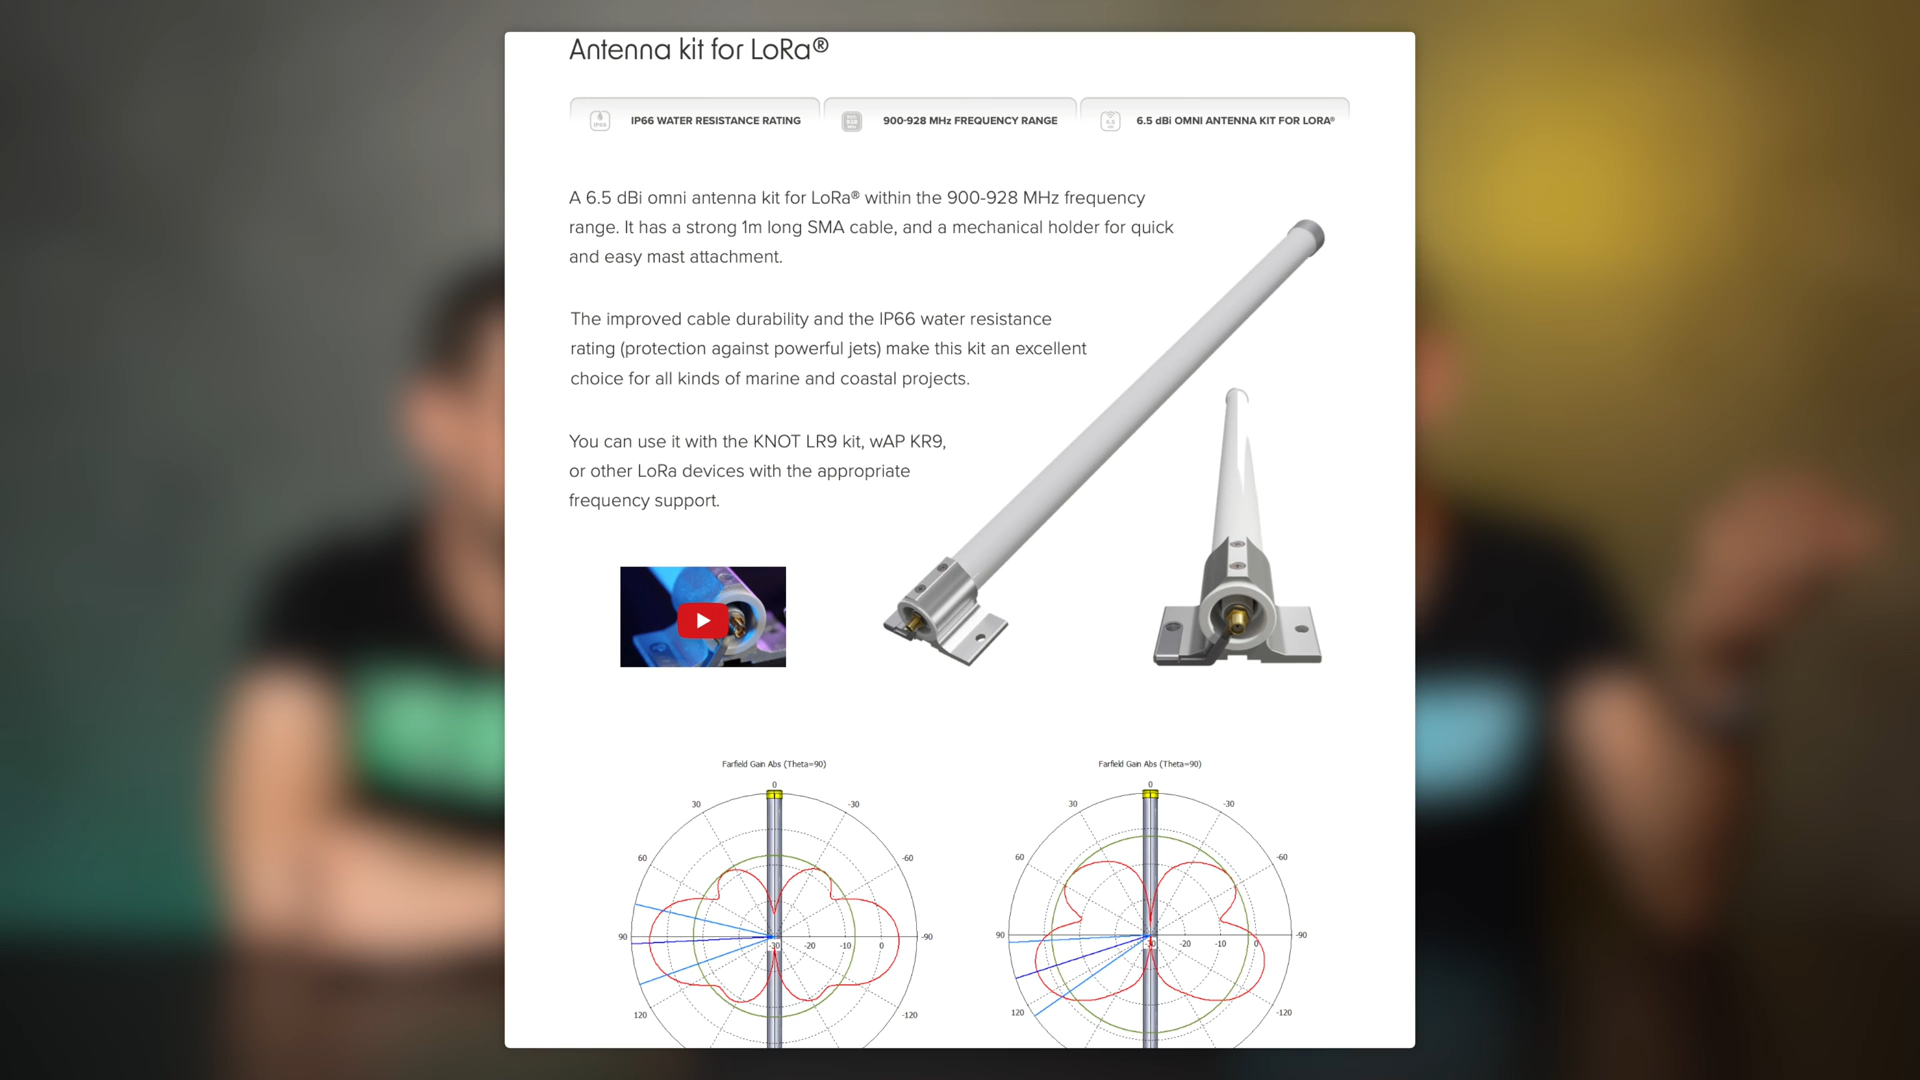 Antenna kit for LoRa®
IP66 WATER RESISTANCE RATING
900-928 MHz FREQUENCY RANGE
6.5 dBi OMNI ANTENNA KIT FOR LORA®
A 6.5 dBi omni antenna kit for LoRa® within the 900-928 MHz frequency
range. It has a strong 1m long SMA cable, and a mechanical holder for quick
and easy mast attachment.
The improved cable durability and the IP66 water resistance
rating (protection against powerful jets) make this kit an excellent
choice for all kinds of marine and coastal projects.
You can use it with the KNOT LR9 kit, wAP KR9,
or other LoRa devices with the appropriate
frequency support.
Farfield Gain Abs (Theta=90)
0
30
-30
60
-60
90
-30
-20
-10
0
-90
120
-120
Farfield Gain Abs (Theta=90)
0
30
-30
60
-60
90
-30
-20
-10
0
-90
120
-120